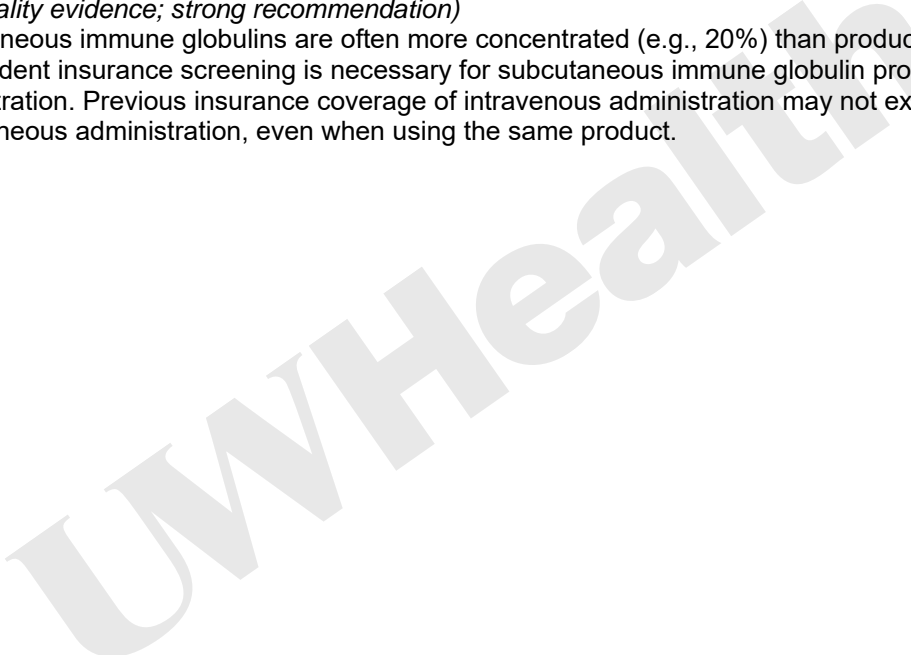 ality evidence; strong recommendation)
neous immune globulins are often more concentrated (e.g., 20%) than produc
dent insurance screening is necessary for subcutaneous immune globulin pro
tration. Previous insurance coverage of intravenous administration may not ex
neous administration, even when using the same product.
UWHealth